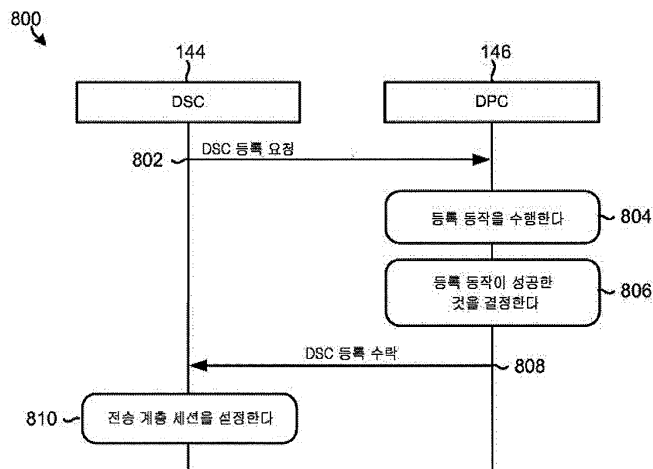 800
144
146
DSC
DPC
802
DSC 등록 요청
등록 동작을 수행한다
804
등록 동작이 성공한
것을 결정한다
806
DSC 등록 수락
808
810
전송 계층 세션을 설정한다